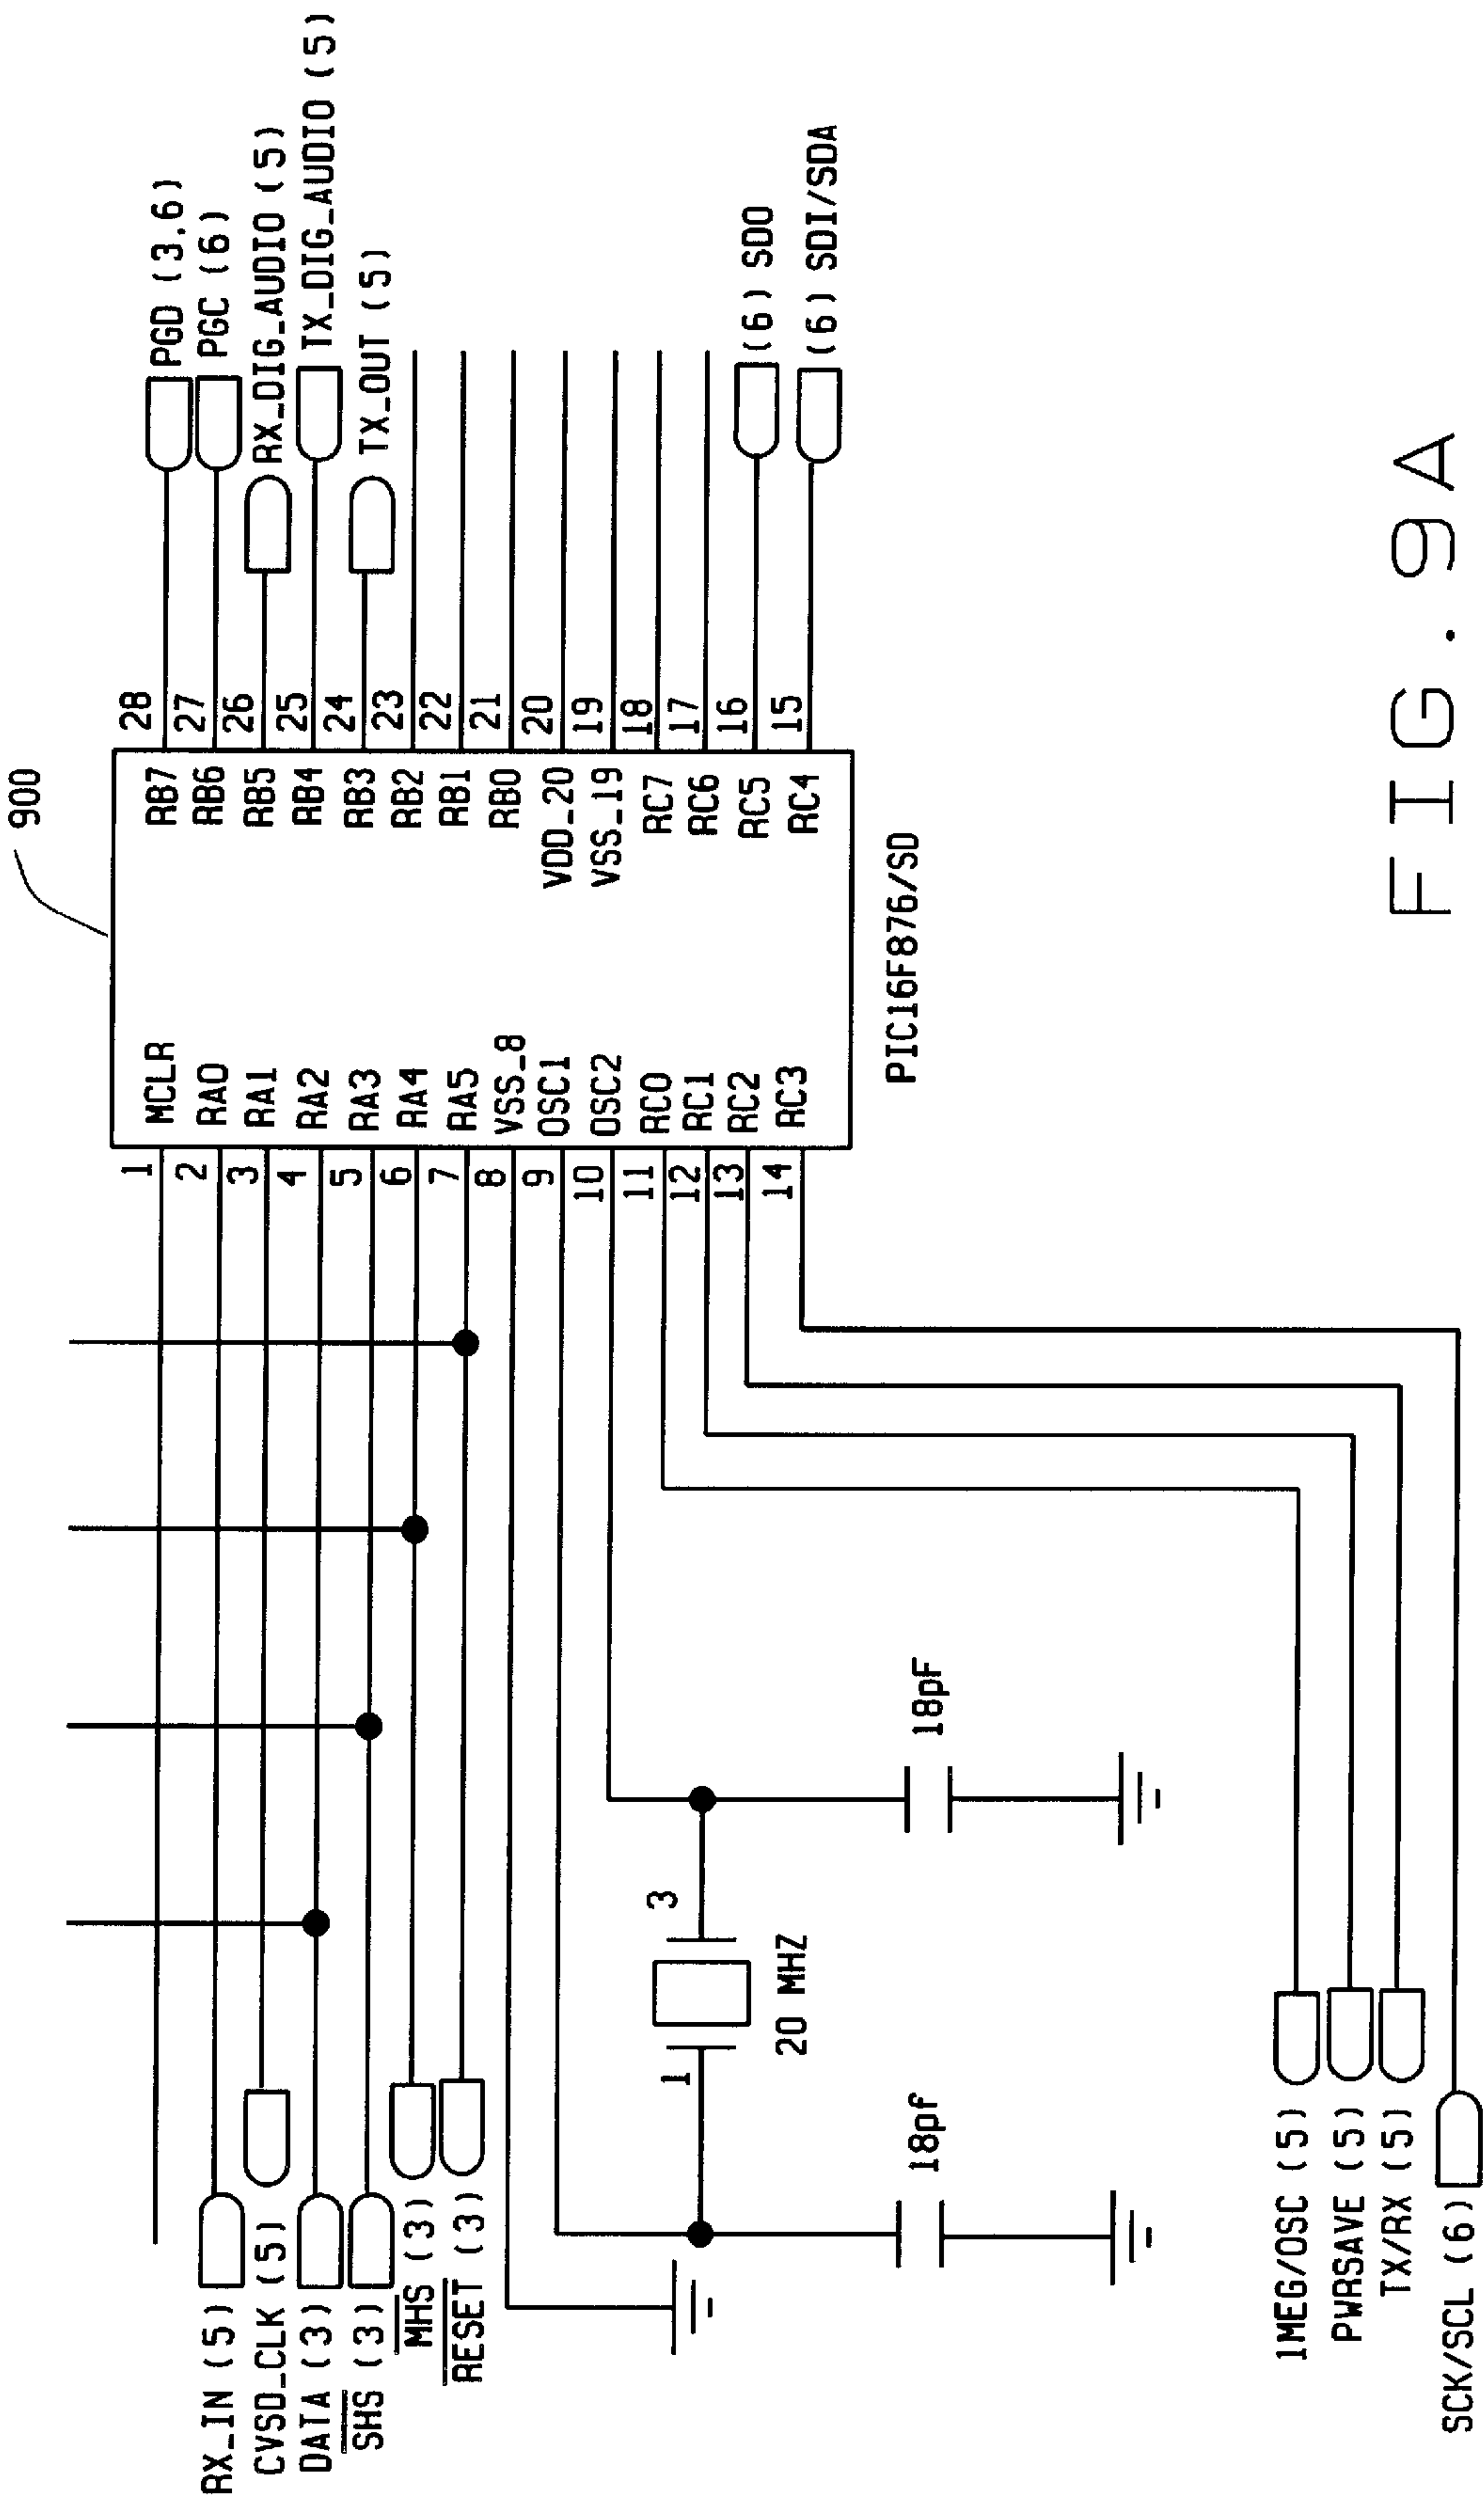 900
RX_IN (5)
CVSD_CLK (5)
DATA (3)
SHS (3)
MHS (3)
RESET (3)
1 MCLR
2 RA0
3 RA1
4 RA2
5 RA3
6 RA4
7 RA5
8 VSS_8
9 OSC1
10 OSC2
11 RC0
12 RC1
13 RC2
14 RC3
RB7 28
RB6 27
RB5 26
RB4 25
RB3 24
RB2 23
RB1 22
RB0 21
VDD_20 20
VSS_19 19
RC7 18
RC6 17
RC5 16
RC4 15
PGD (3,6)
PGC (6)
RX_DIG_AUDIO (5)
TX_DIG_AUDIO (5)
TX_OUT (5)
(6) SDO
(6) SDI/SDA
PIC16F876/SO
1
3
20 MHZ
18pf
18pF
1MEG/OSC (5)
PWRSAVE (5)
TX/RX (5)
SCK/SCL (6)
FIG. 9A